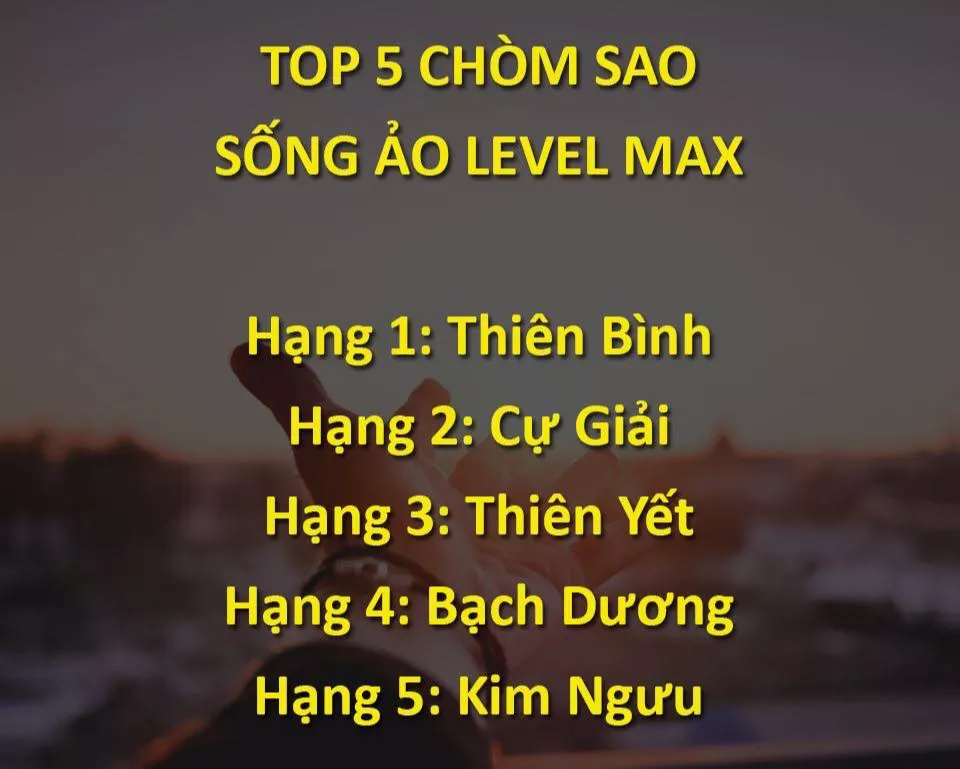 TOP 5 CHÒM SAO
SỐNG ẢO LEVEL MAX
Hạng 1: Thiên Bình
Hạng 2: Cự Giải
Hạng 3: Thiên Yết
Hạng 4: Bạch Dương
Hạng 5: Kim Ngưu